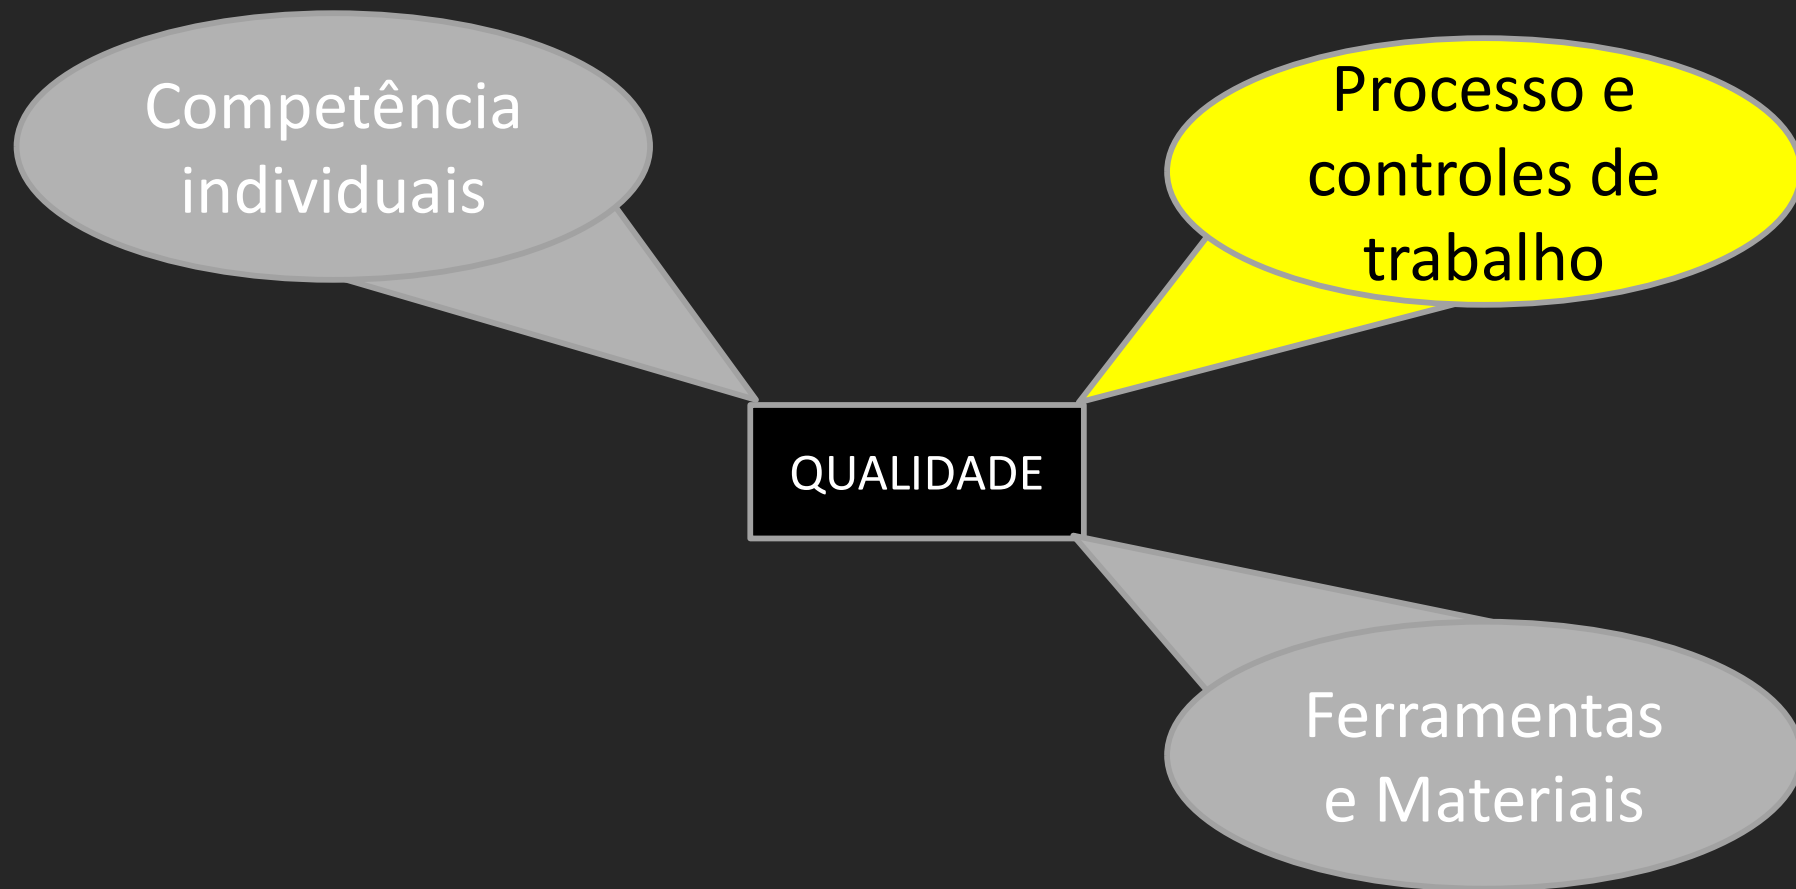 Competência
individuais
Processo e
controles de
trabalho
QUALIDADE
Ferramentas
e Materiais